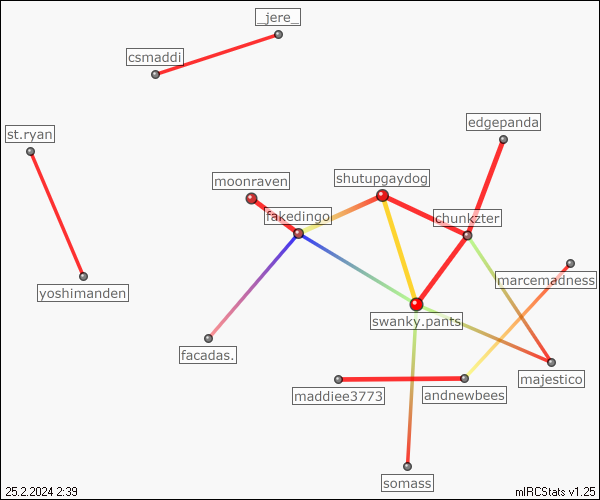 _jere_
csmaddi
edgepanda
st.ryan
shutupgaydog
moonraven
fakedingo
chunkzter
marcemadness
yoshimanden
swanky.pants
facadas.
majestico
maddiee3773
andnewbees
somass
25.2.2024 2:39
mIRCStats v1.25